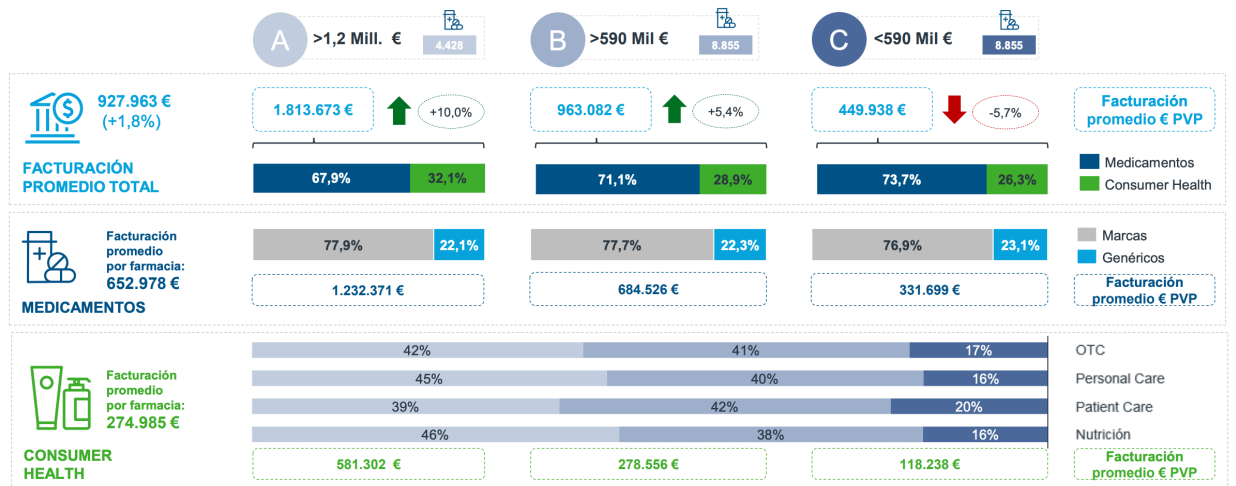 A
>1,2 Mill. €
4.428
B
>590 Mil €
8.855
C
<590 Mil €
8.855
927.963 €
(+1,8%)
FACTURACIÓN
PROMEDIO TOTAL
1.813.673 €
+10,0%
963.082 €
+5,4%
449.938 €
-5,7%
Facturación
promedio € PVP
67,9%
32,1%
71,1%
28,9%
73,7%
26,3%
Medicamentos
Consumer Health
Facturación
promedio
por farmacia:
652.978 €
MEDICAMENTOS
77,9%
22,1%
77,7%
22,3%
76,9%
23,1%
Marcas
Genéricos
1.232.371 €
684.526 €
331.699 €
Facturación
promedio € PVP
Facturación
promedio
por farmacia:
274.985 €
CONSUMER
HEALTH
42%
41%
17%
OTC
45%
40%
16%
Personal Care
39%
42%
20%
Patient Care
46%
38%
16%
Nutrición
581.302 €
278.556 €
118.238 €
Facturación
promedio € PVP